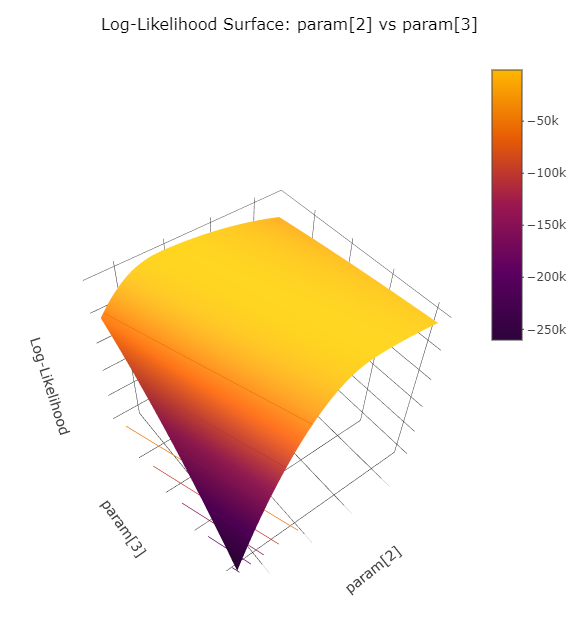 Log-Likelihood Surface: param[2] vs param[3]
−50k
−100k
−150k
−200k
−250k
Log-Likelihood
param[3]
param[2]